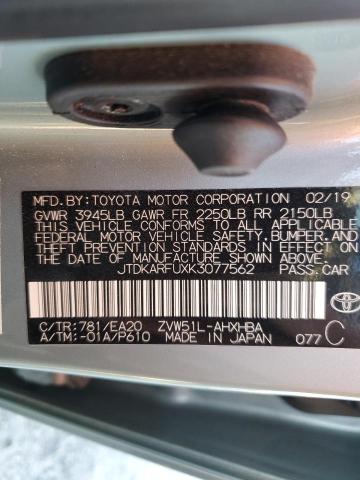 MFD.BY:TOYOTA MOTOR CORPORATION 02/19
GVWR 3945LB GAWR FR 2250LB RR 2150LB
THIS VEHICLE CONFORMS TO ALL APPLICABLE
FEDERAL MOTOR VEHICLE SAFETY, BUMPER, AND
THEFT PREVENTION STANDARDS IN EFFECT ON
THE DATE OF MANUFACTURE SHOWN ABOVE.
JTDKARFUXK3077562 PASS.CAR
C/TR:781/EA20 ZVW51L-AHXHBA
A/TM:-01A/P610 MADE IN JAPAN 077C